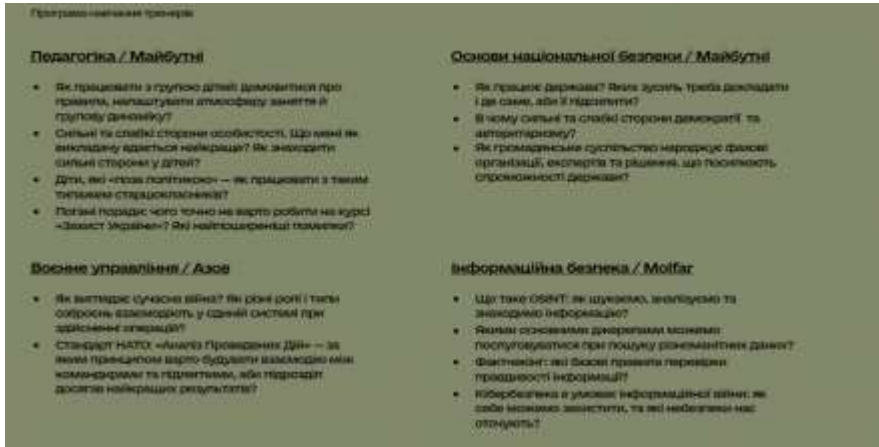 Програма навчання тренерів
Педагогіка / Майбутні
• Як працювати з групою дітей: домовитися про
правила, налаштувати атмосферу заняття й
групову динаміку?
• Сильні та слабкі сторони особистості. Що мені як
викладачу вдається найкраще? Як знаходити
сильні сторони у дітей?
• Діти, які «поза політикою» — як працювати з таким
типажем старшокласників?
• Погані поради: чого точно не варто робити на курсі
«Захист України»? Які найпоширеніші помилки?
Основи національної безпеки / Майбутні
• Як працює держава? Яких зусиль треба докладати
і де саме, аби її підсилити?
• В чому сильні та слабкі сторони демократії та
авторитаризму?
• Як громадянське суспільство народжує фахові
організації, експертів та рішення, що посилюють
спроможності держави?
Воєнне управління / Азов
• Як виглядає сучасна війна? Як різні ролі і типи
озброєнь взаємодіють у єдиній системі при
здійсненні операцій?
• Стандарт НАТО: «Аналіз Проведених Дій» — за
яким принципом варто будувати взаємодію між
командирами та підлеглими, аби підрозділ
досягав найкращих результатів?
Інформаційна безпека / Molfar
• Що таке OSINT: як шукаємо, аналізуємо та
знаходимо інформацію?
• Якими основними джерелами можемо
послуговуватися при пошуку різноманітних даних?
• Фактчекінг: які базові правила перевірки
правдивості інформації?
• Кібербезпека в умовах інформаційної війни: як
себе можемо захистити, та які небезпеки нас
оточують?